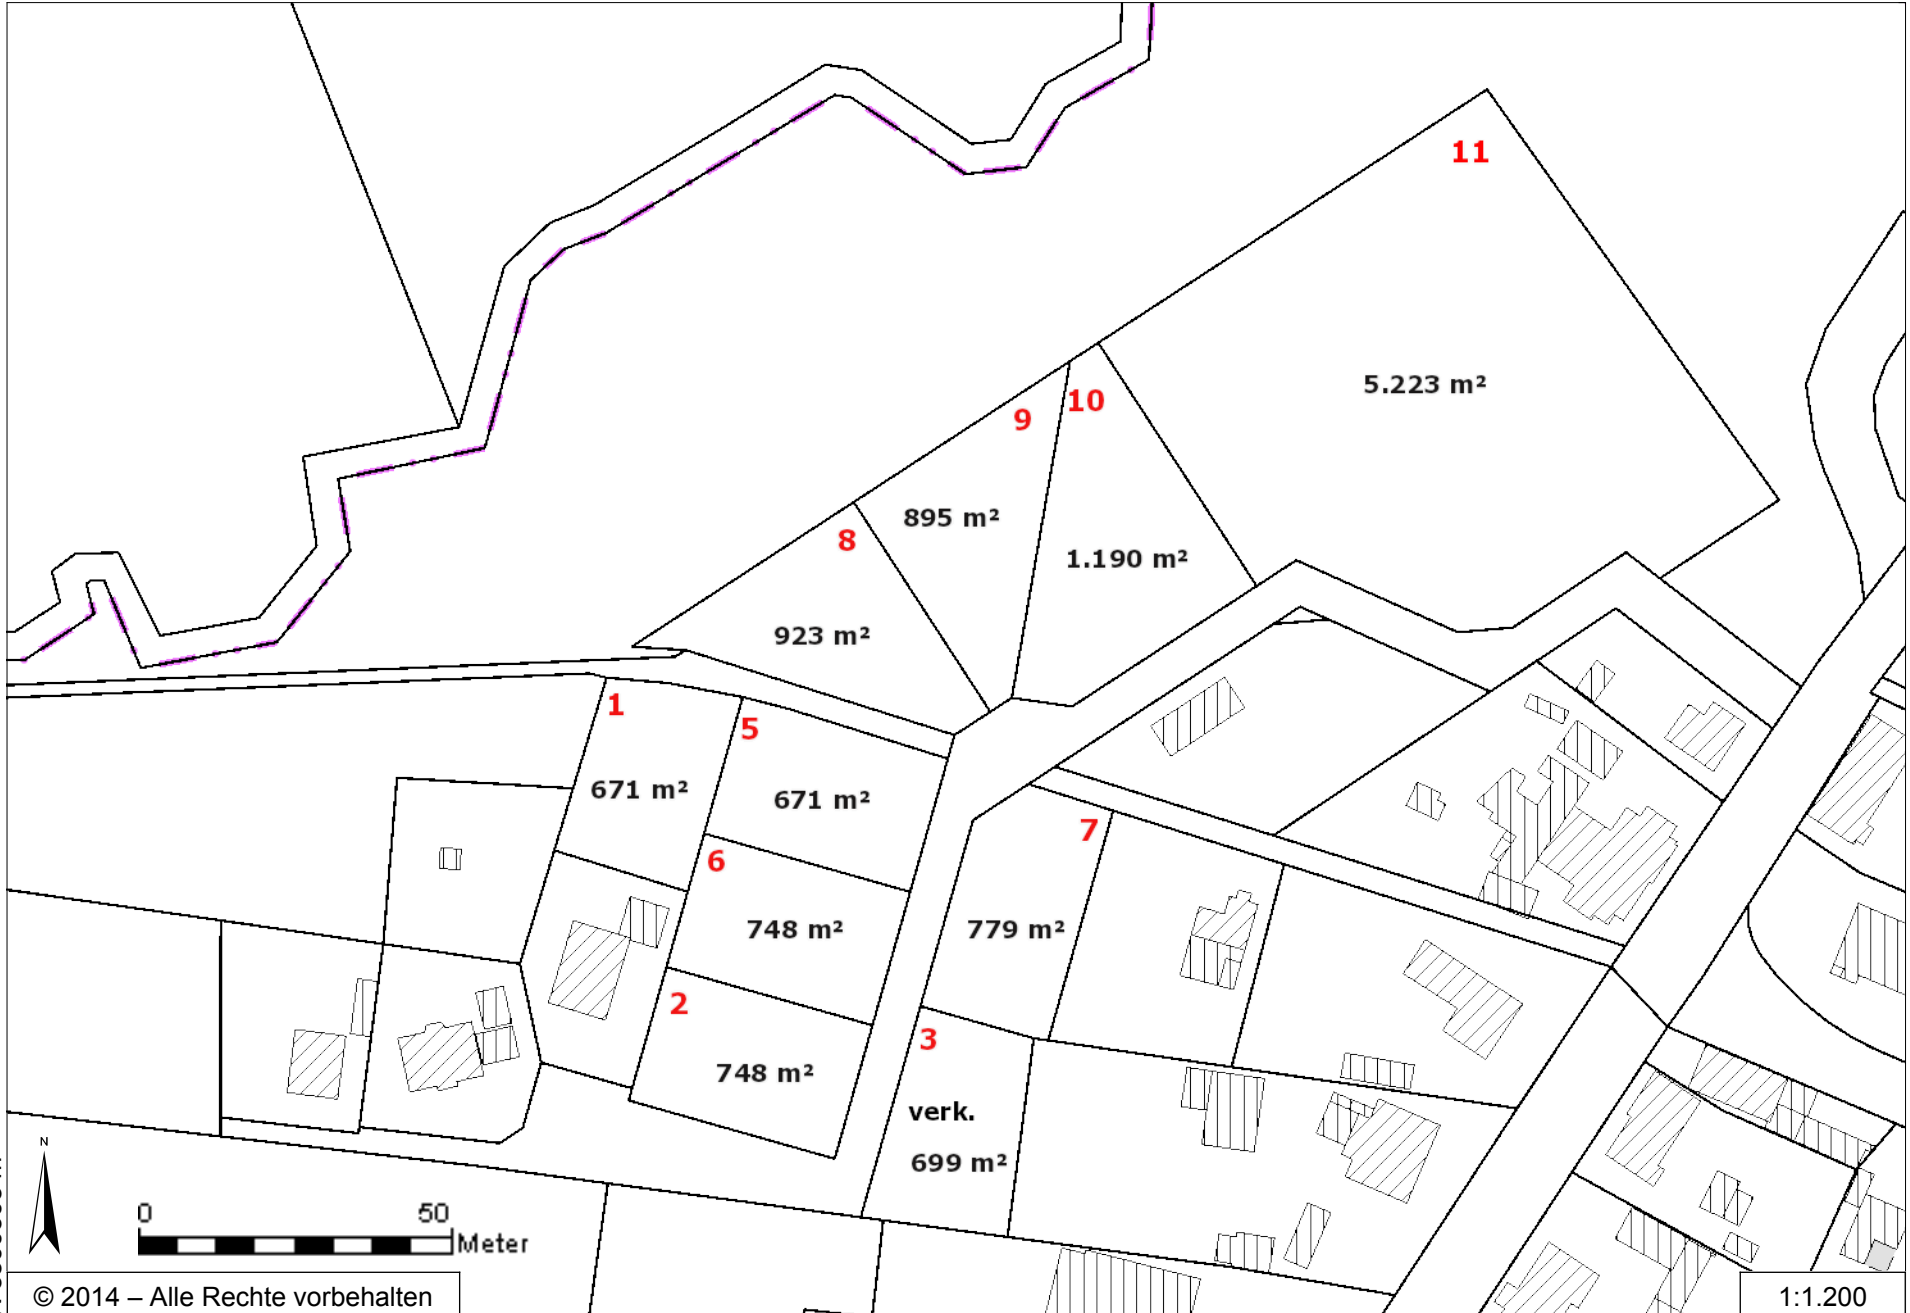 11
5.223 m²
10
9
895 m²
8
1.190 m²
923 m²
1
5
671 m²
671 m²
7
6
748 m²
779 m²
2
3
748 m²
verk.
699 m²
N
0 50
Meter
© 2014 – Alle Rechte vorbehalten
1:1.200